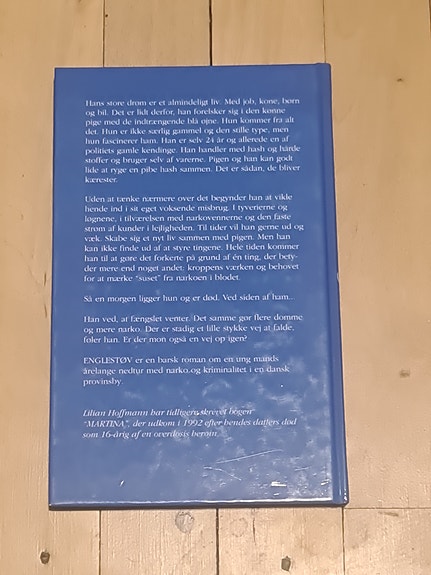 Hans store drøm er et almindeligt liv. Med job, kone, børn
og bil. Det er lidt derfor, han forelsker sig i den kønne
pige med de indtrængende blå øjne. Hun kommer fra alt
det. Hun er ikke særlig gammel og den stille type, men
hun fascinerer ham. Han er selv 24 år og allerede en af
politiets gamle kendinge. Han handler med hash og hårde
stoffer og bruger selv af varerne. Pigen og han kan godt
lide at ryge en pibe hash sammen. Det er sådan, de bliver
kærester.
Uden at tænke nærmere over det begynder han at vikle
hende ind i sit eget voksende misbrug. I tyverierne og
løgnene, i tilværelsen med narkovennerne og den faste
strøm af kunder i lejligheden. Til tider vil han gerne ud og
væk. Skabe sig et nyt liv sammen med pigen. Men han
kan ikke finde ud af at styre tingene. Hele tiden kommer
han til at gøre det forkerte på grund af én ting, der bety-
der mere end noget andet: kroppens værken og behovet
for at mærke "suset" fra narkoen i blodet.
Så en morgen ligger hun og er død. Ved siden af ham..
Han ved, at fængslet venter. Det samme gør flere domme
og mere narko. Der er stadig et lille stykke vej at falde,
føler han. Er der mon også en vej op igen?
ENGLESTØV er en barsk roman om en ung mands
årelange nedtur med narko og kriminalitet i en dansk
provinsby.
Lilian Hoffmann har tidligere skrevet bogen
"MARTINA", der udkom i 1992 efter hendes datters død
som 16-årig af en overdosis heroin.